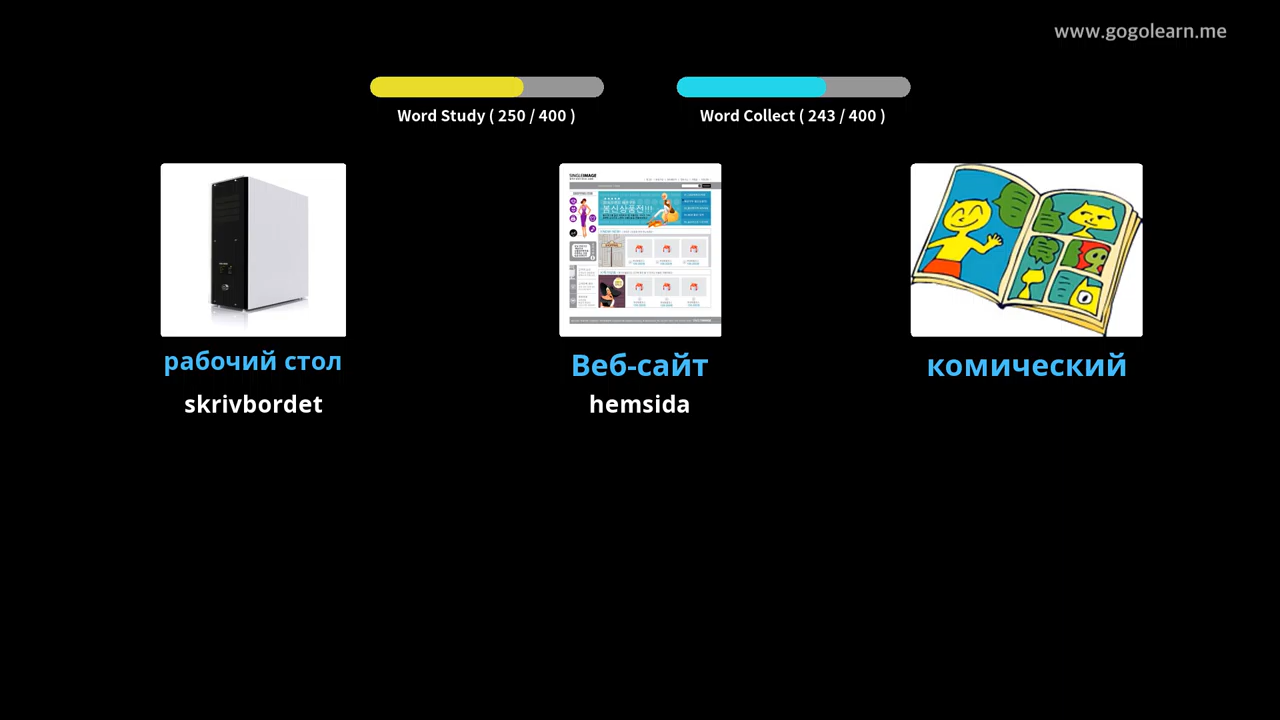 www.gogolearn.me
Word Study ( 250 / 400 )
Word Collect ( 243 / 400 )
рабочий стол
Веб-сайт
комический
skrivbordet
hemsida